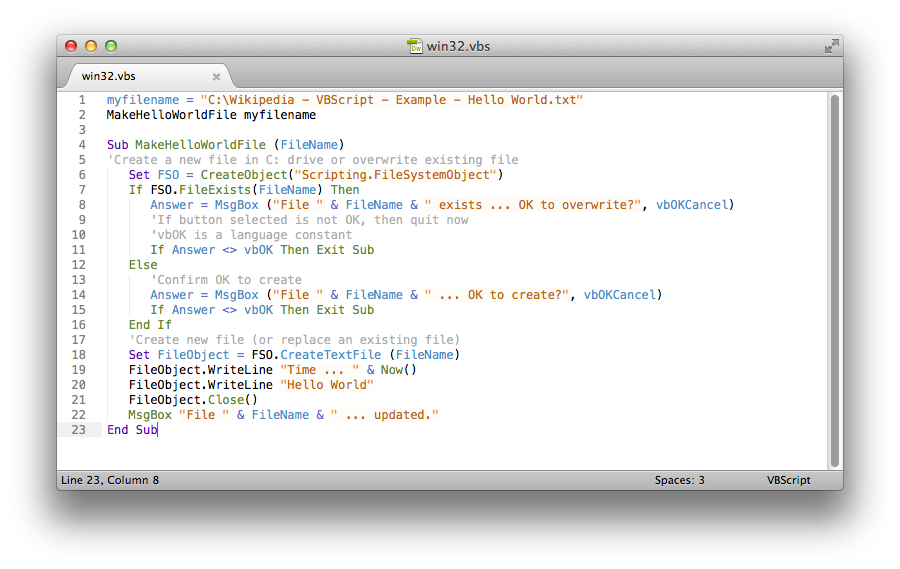 win32.vbs
win32.vbs
1 myfilename = "C:\Wikipedia - VBScript - Example - Hello World.txt"
2 MakeHelloWorldFile myfilename
3
4 Sub MakeHelloWorldFile (FileName)
5 'Create a new file in C: drive or overwrite existing file
6    Set FSO = CreateObject("Scripting.FileSystemObject")
7    If FSO.FileExists(FileName) Then
8       Answer = MsgBox ("File " & FileName & " exists ... OK to overwrite?", vbOKCancel)
9       'If button selected is not OK, then quit now
10       'vbOK is a language constant
11       If Answer <> vbOK Then Exit Sub
12    Else
13       'Confirm OK to create
14       Answer = MsgBox ("File " & FileName & " ... OK to create?", vbOKCancel)
15       If Answer <> vbOK Then Exit Sub
16    End If
17    'Create new file (or replace an existing file)
18    Set FileObject = FSO.CreateTextFile (FileName)
19    FileObject.WriteLine "Time ... " & Now()
20    FileObject.WriteLine "Hello World"
21    FileObject.Close()
22    MsgBox "File " & FileName & " ... updated."
23 End Sub
Line 23, Column 8 Spaces: 3 VBScript